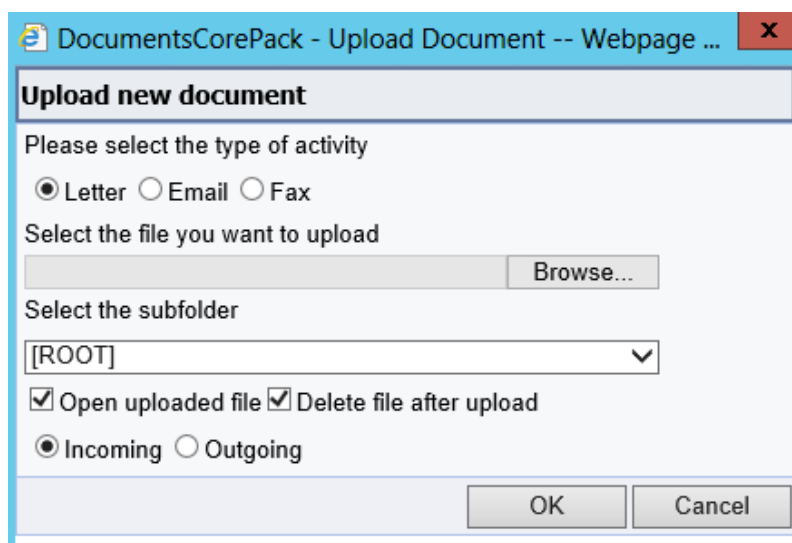 DocumentsCorePack - Upload Document -- Webpage ... x
Upload new document
Please select the type of activity
Letter Email Fax
Select the file you want to upload
Browse...
Select the subfolder
[ROOT]
Open uploaded file Delete file after upload
Incoming Outgoing
OK Cancel